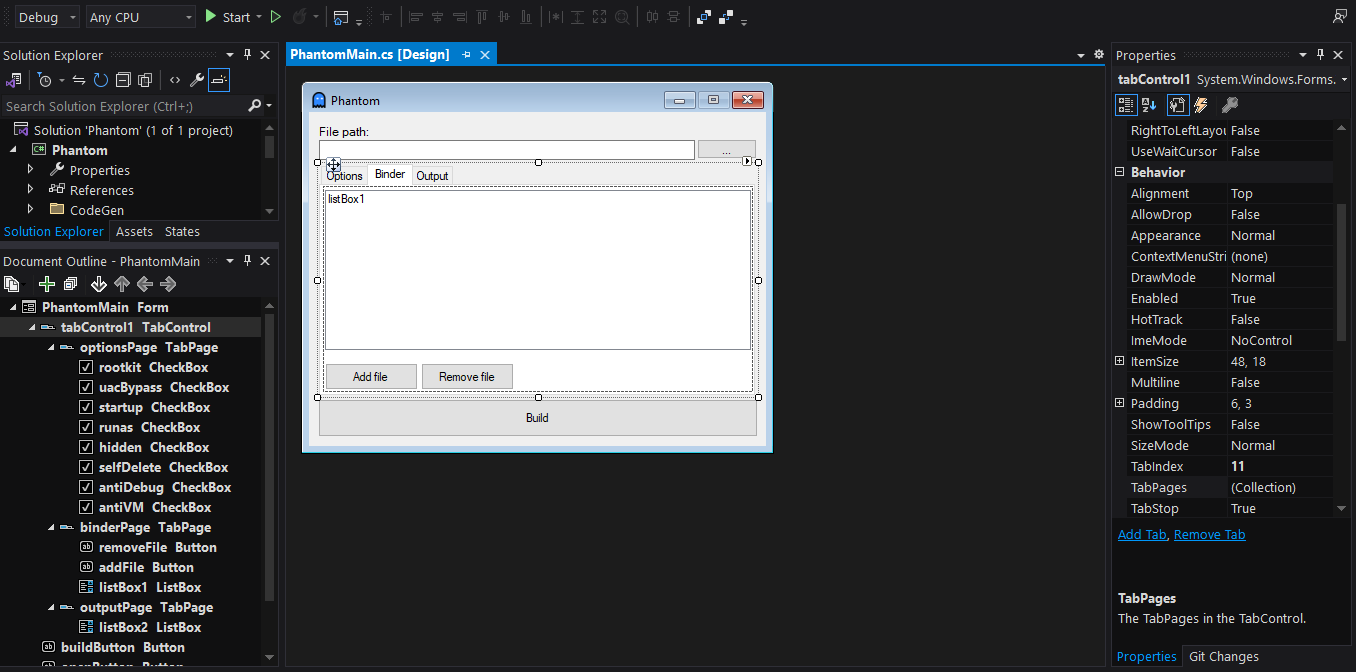 Debug
Any CPU
Start
Solution Explorer
Search Solution Explorer (Ctrl+;)
Solution 'Phantom' (1 of 1 project)
Phantom
Properties
References
CodeGen
Solution Explorer
Assets
States
Document Outline - PhantomMain
PhantomMain Form
tabControl1 TabControl
optionsPage TabPage
rootkit CheckBox
uacBypass CheckBox
startup CheckBox
runas CheckBox
hidden CheckBox
selfDelete CheckBox
antiDebug CheckBox
antiVM CheckBox
binderPage TabPage
removeFile Button
addFile Button
listBox1 ListBox
outputPage TabPage
listBox2 ListBox
buildButton Button
PhantomMain.cs [Design]
Phantom
File path:
...
Options
Binder
Output
listBox1
Add file
Remove file
Build
Properties
tabControl1 System.Windows.Forms.
RightToLeftLayou False
UseWaitCursor False
Behavior
Alignment Top
AllowDrop False
Appearance Normal
ContextMenuStri (none)
DrawMode Normal
Enabled True
HotTrack False
ImeMode NoControl
ItemSize 48, 18
Multiline False
Padding 6, 3
ShowToolTips False
SizeMode Normal
TabIndex 11
TabPages (Collection)
TabStop True
Add Tab, Remove Tab
TabPages
The TabPages in the TabControl.
Properties
Git Changes